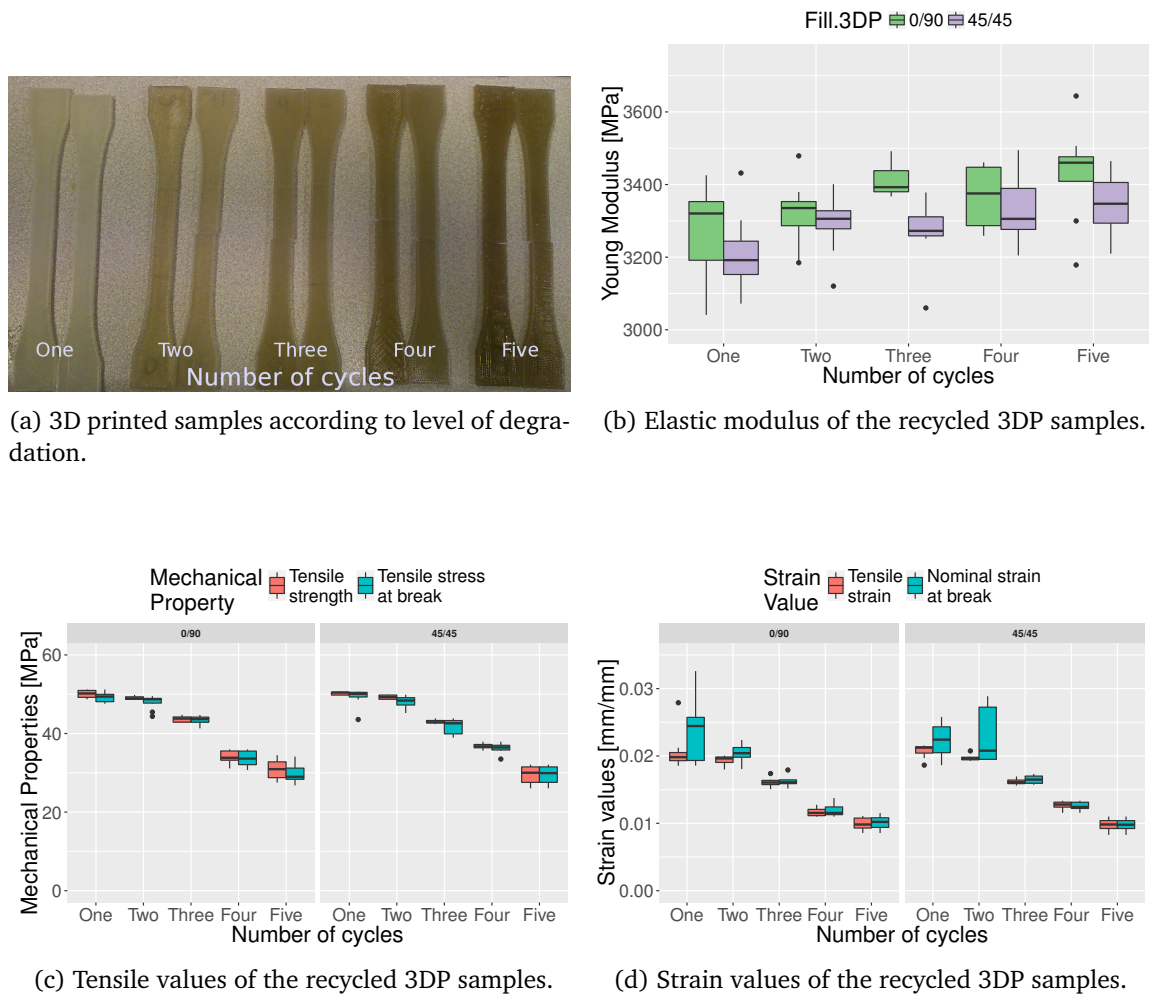 One
Two
Three
Four
Five
Number of cycles
(a) 3D printed samples according to level of degra-
dation.
Fill.3DP 0/90 45/45
Young Modulus [MPa]
3600
3400
3200
3000
One Two Three Four Five
Number of cycles
(b) Elastic modulus of the recycled 3DP samples.
Mechanical Property
Tensile strength
Tensile stress at break
0/90 45/45
Mechanical Properties [MPa]
60
40
20
0
One Two Three Four Five One Two Three Four Five
Number of cycles
(c) Tensile values of the recycled 3DP samples.
Strain Value
Tensile strain
Nominal strain at break
0/90 45/45
Strain values [mm/mm]
0.03
0.02
0.01
0.00
One Two Three Four Five One Two Three Four Five
Number of cycles
(d) Strain values of the recycled 3DP samples.